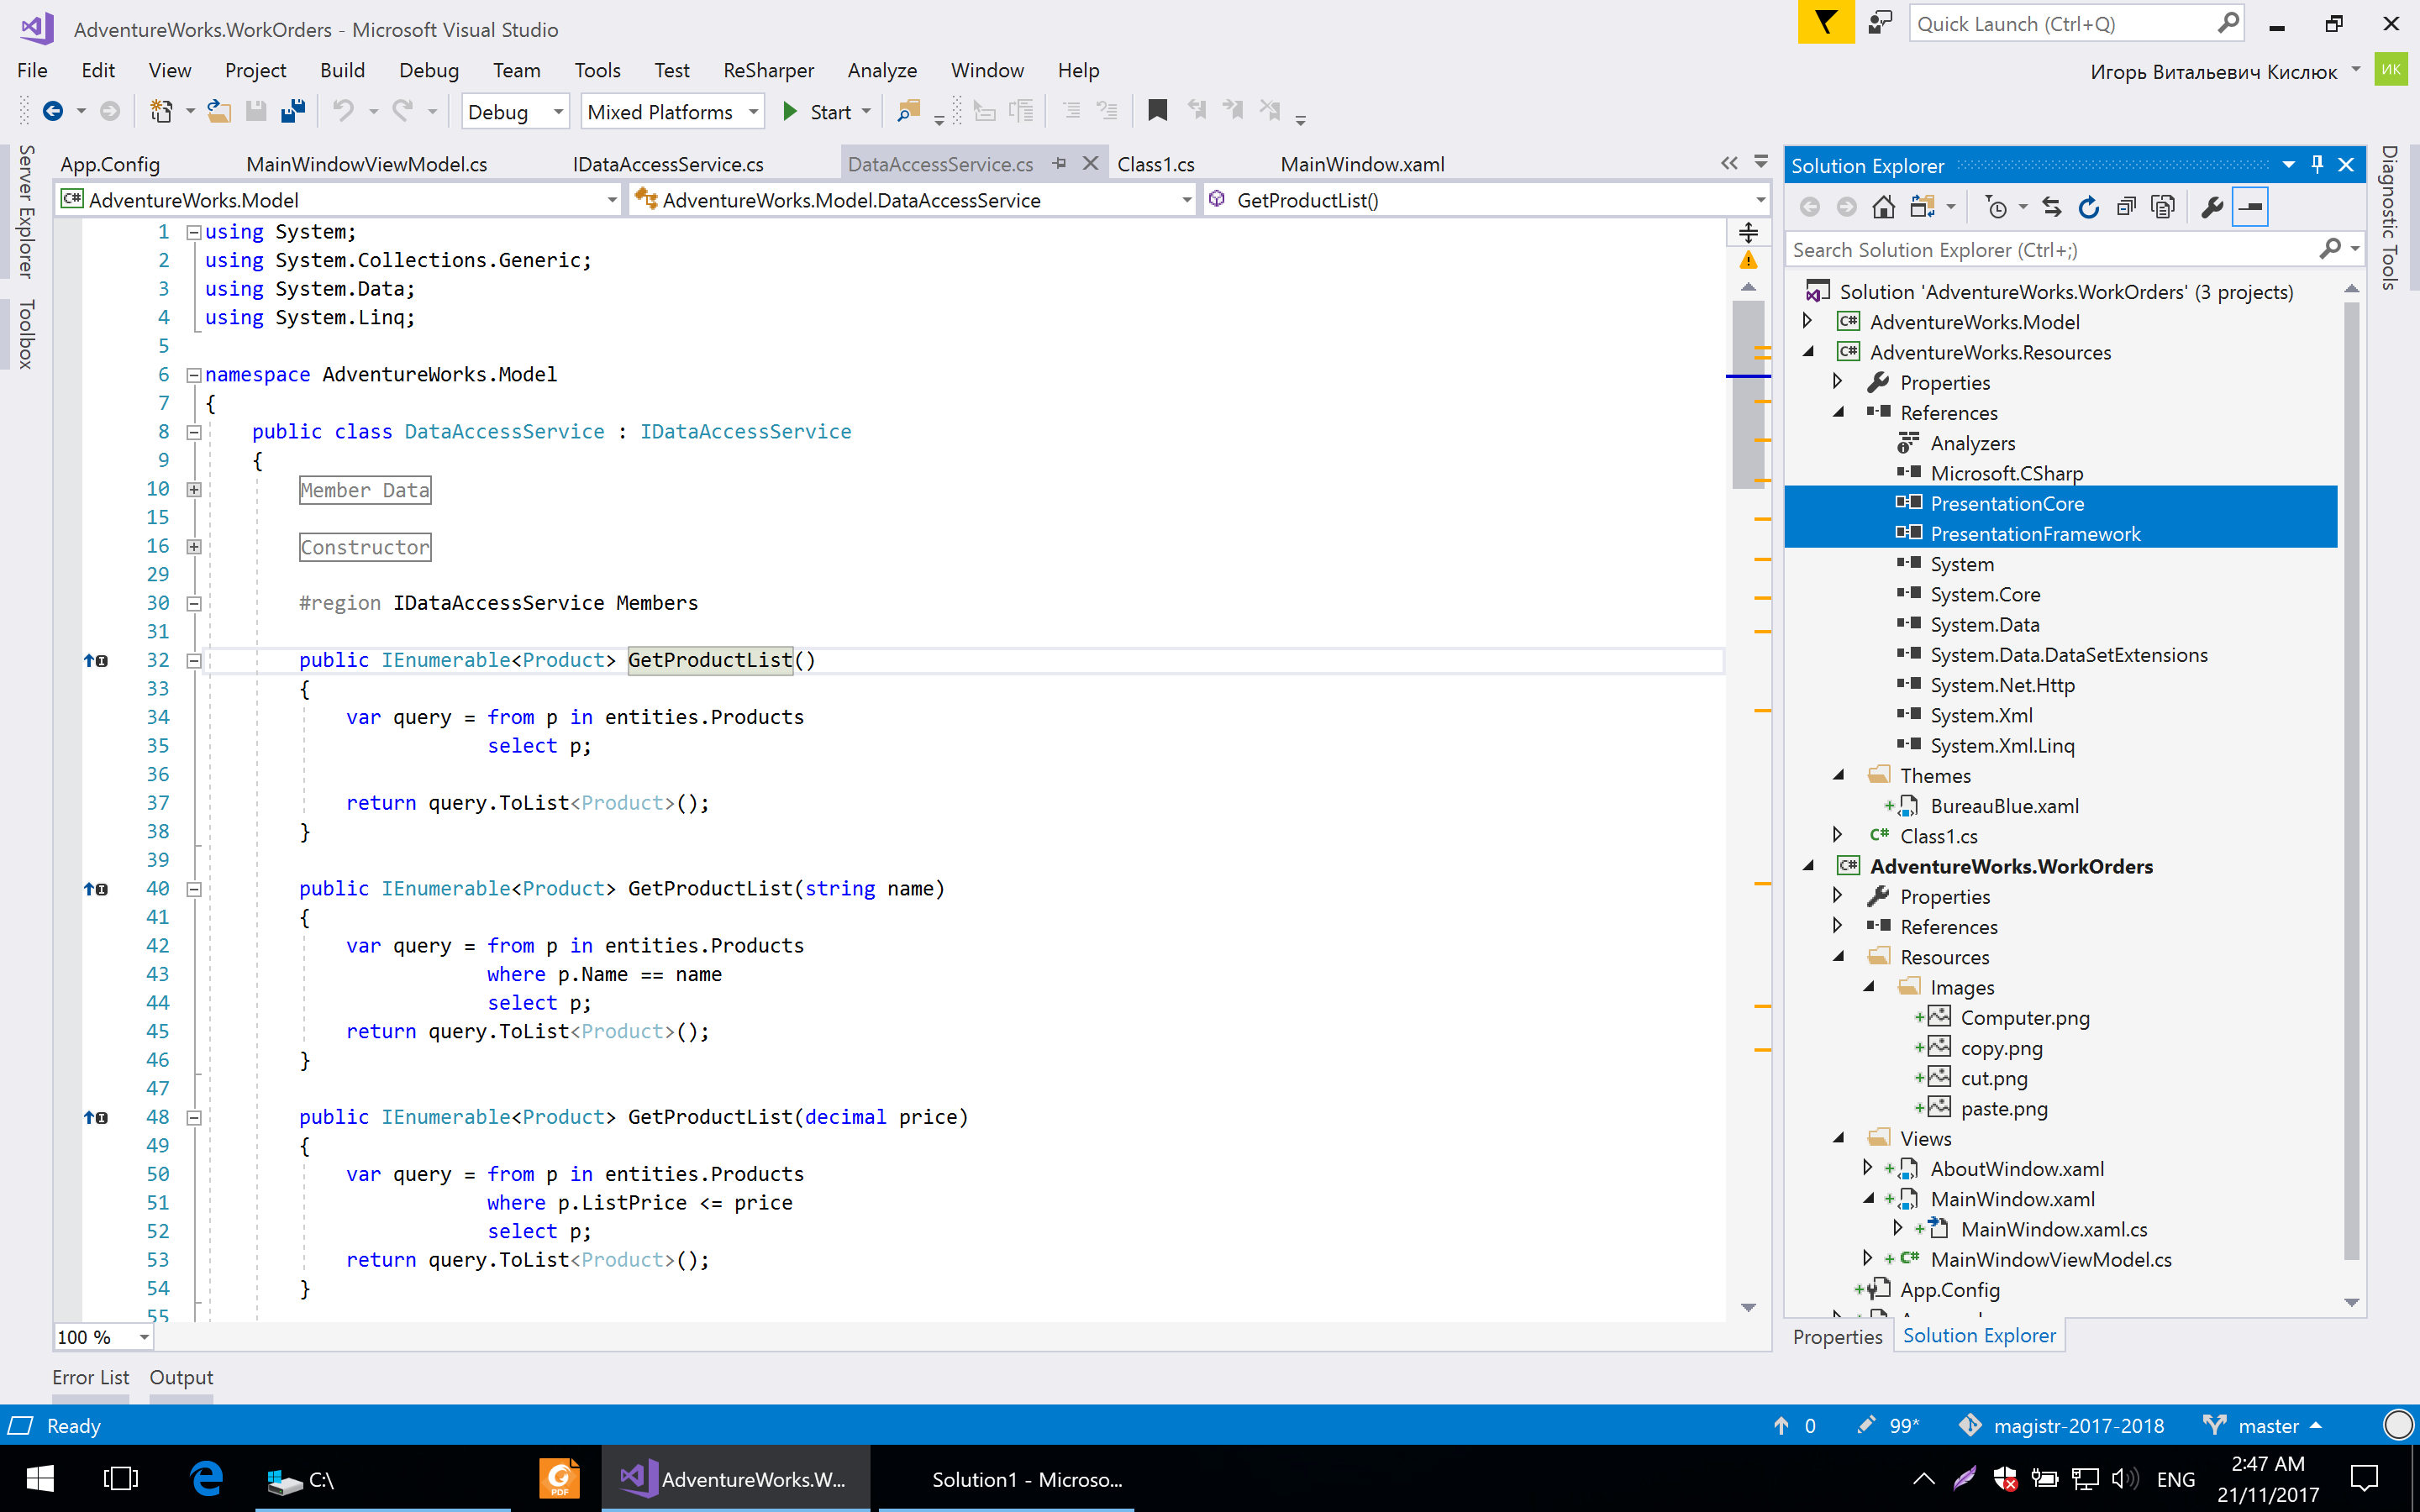 AdventureWorks.WorkOrders - Microsoft Visual Studio
Quick Launch (Ctrl+Q)
File Edit View Project Build Debug Team Tools Test ReSharper Analyze Window Help
Игорь Витальевич Кислюк ИК
Debug Mixed Platforms Start
Server Explorer
Toolbox
App.Config MainWindowViewModel.cs IDataAccessService.cs DataAccessService.cs Class1.cs MainWindow.xaml
C# AdventureWorks.Model AdventureWorks.Model.DataAccessService GetProductList()
1 using System;
2 using System.Collections.Generic;
3 using System.Data;
4 using System.Linq;
5
6 namespace AdventureWorks.Model
7 {
8 public class DataAccessService : IDataAccessService
9 {
10 Member Data
15
16 Constructor
29
30 #region IDataAccessService Members
31
32 public IEnumerable<Product> GetProductList()
33 {
34 var query = from p in entities.Products
35 select p;
36
37 return query.ToList<Product>();
38 }
39
40 public IEnumerable<Product> GetProductList(string name)
41 {
42 var query = from p in entities.Products
43 where p.Name == name
44 select p;
45 return query.ToList<Product>();
46 }
47
48 public IEnumerable<Product> GetProductList(decimal price)
49 {
50 var query = from p in entities.Products
51 where p.ListPrice <= price
52 select p;
53 return query.ToList<Product>();
54 }
55
100 %
Error List Output
Solution Explorer
Search Solution Explorer (Ctrl+;)
Solution 'AdventureWorks.WorkOrders' (3 projects)
C# AdventureWorks.Model
C# AdventureWorks.Resources
Properties
References
Analyzers
Microsoft.CSharp
PresentationCore
PresentationFramework
System
System.Core
System.Data
System.Data.DataSetExtensions
System.Net.Http
System.Xml
System.Xml.Linq
Themes
BureauBlue.xaml
C# Class1.cs
C# AdventureWorks.WorkOrders
Properties
References
Resources
Images
Computer.png
copy.png
cut.png
paste.png
Views
AboutWindow.xaml
MainWindow.xaml
MainWindow.xaml.cs
C# MainWindowViewModel.cs
App.Config
Properties Solution Explorer
Diagnostic Tools
Ready 0 99* magistr-2017-2018 master
C:\ PDF AdventureWorks.W... Solution1 - Microso... ENG
2:47 AM
21/11/2017